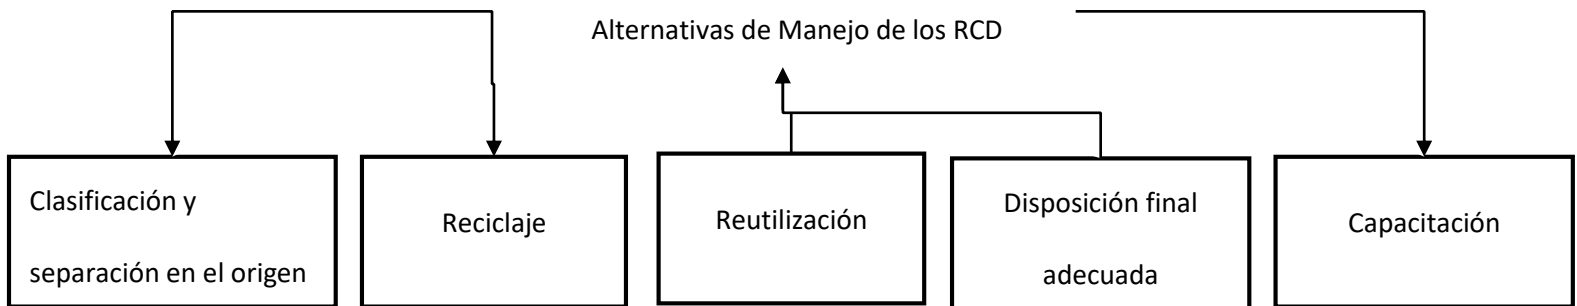 Alternativas de Manejo de los RCD
Clasificación y
separación en el origen
Reciclaje
Reutilización
Disposición final
adecuada
Capacitación